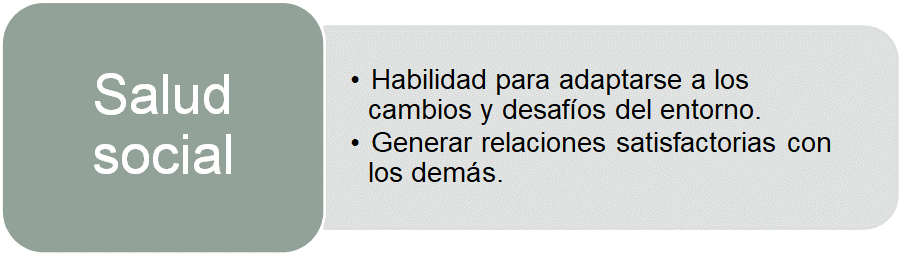 Salud
social
• Habilidad para adaptarse a los
cambios y desafíos del entorno.
• Generar relaciones satisfactorias con
los demás.